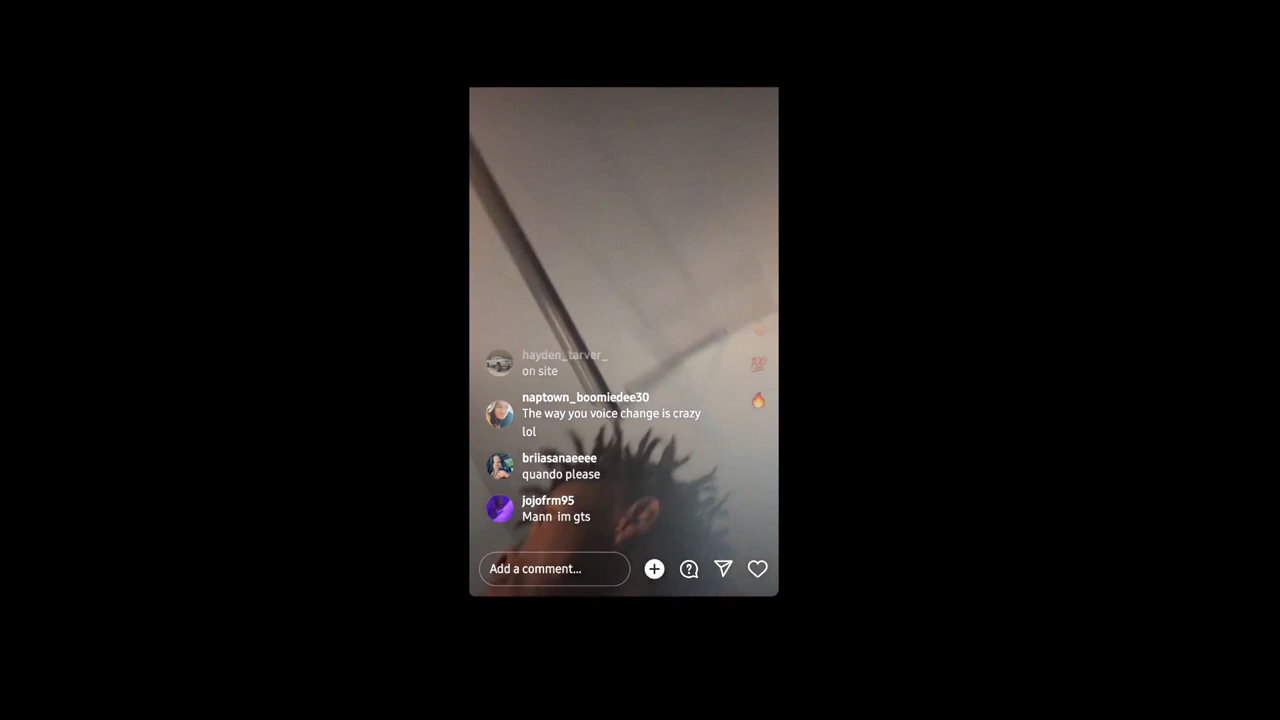 hayden_tarver_
on site
naptown_boomiedee30
The way you voice change is crazy
lol
briiasanaeeee
quando please
jojofrm95
Mann im gts
Add a comment...